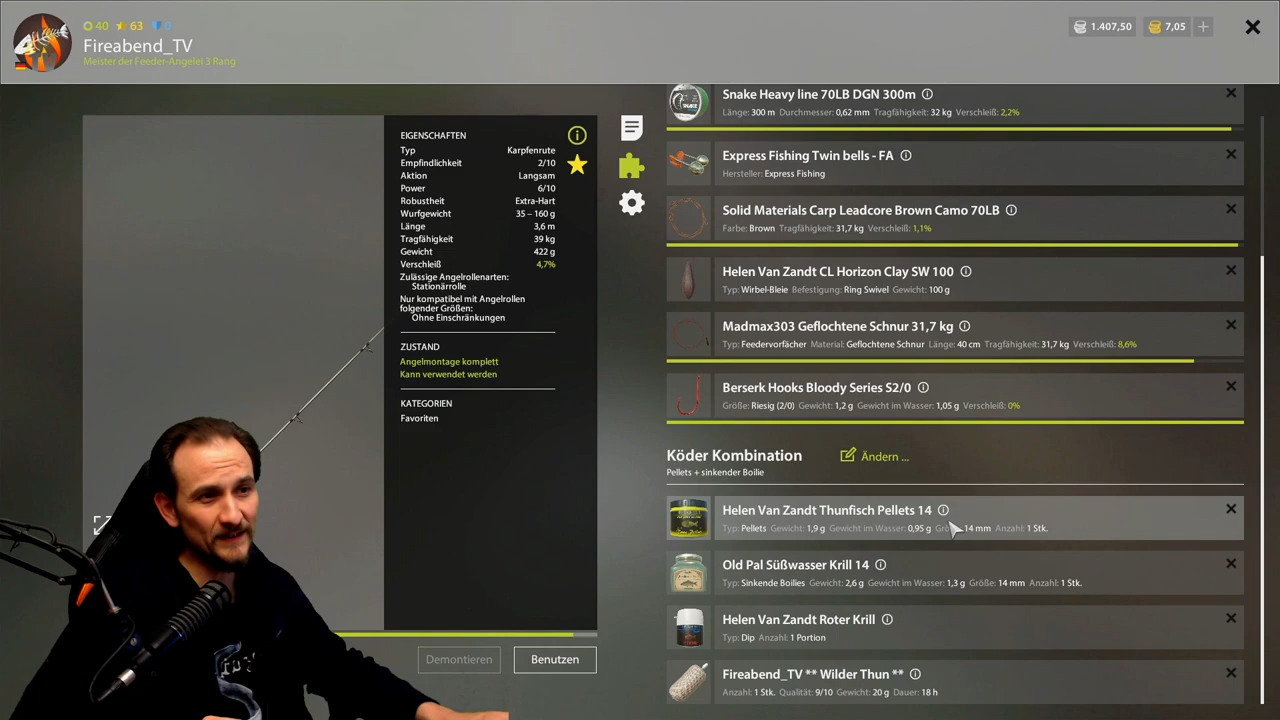 40 63 0
Fireabend_TV
Meister der Feeder-Angelei 3 Rang
1.407,50 7,05 +
EIGENSCHAFTEN
Typ Karpfenrute
Empfindlichkeit 2/10
Aktion Langsam
Power 6/10
Robustheit Extra-Hart
Wurfgewicht 35 – 160 g
Länge 3,6 m
Tragfähigkeit 39 kg
Gewicht 422 g
Verschleiß 4,7%
Zulässige Angelrollenarten:
Stationärrolle
Nur kompatibel mit Angelrollen
folgender Größen:
Ohne Einschränkungen
ZUSTAND
Angelmontage komplett
Kann verwendet werden
KATEGORIEN
Favoriten
Demontieren
Benutzen
Snake Heavy line 70LB DGN 300m
Länge: 300 m Durchmesser: 0,62 mm Tragfähigkeit: 32 kg Verschleiß: 2,2%
Express Fishing Twin bells - FA
Hersteller: Express Fishing
Solid Materials Carp Leadcore Brown Camo 70LB
Farbe: Brown Tragfähigkeit: 31,7 kg Verschleiß: 1,1%
Helen Van Zandt CL Horizon Clay SW 100
Typ: Wirbel-Bleie Befestigung: Ring Swivel Gewicht: 100 g
Madmax303 Geflochtene Schnur 31,7 kg
Typ: Feedervorfächer Material: Geflochtene Schnur Länge: 40 cm Tragfähigkeit: 31,7 kg Verschleiß: 8,6%
Berserk Hooks Bloody Series S2/0
Größe: Riesig (2/0) Gewicht: 1,2 g Gewicht im Wasser: 1,05 g Verschleiß: 0%
Köder Kombination
Ändern ...
Pellets + sinkender Boilie
Helen Van Zandt Thunfisch Pellets 14
Typ: Pellets Gewicht: 1,9 g Gewicht im Wasser: 0,95 g 14 mm Anzahl: 1 Stk.
Old Pal Süßwasser Krill 14
Typ: Sinkende Boilies Gewicht: 2,6 g Gewicht im Wasser: 1,3 g Größe: 14 mm Anzahl: 1 Stk.
Helen Van Zandt Roter Krill
Typ: Dip Anzahl: 1 Portion
Fireabend_TV ** Wilder Thun **
Anzahl: 1 Stk. Qualität: 9/10 Gewicht: 20 g Dauer: 18 h